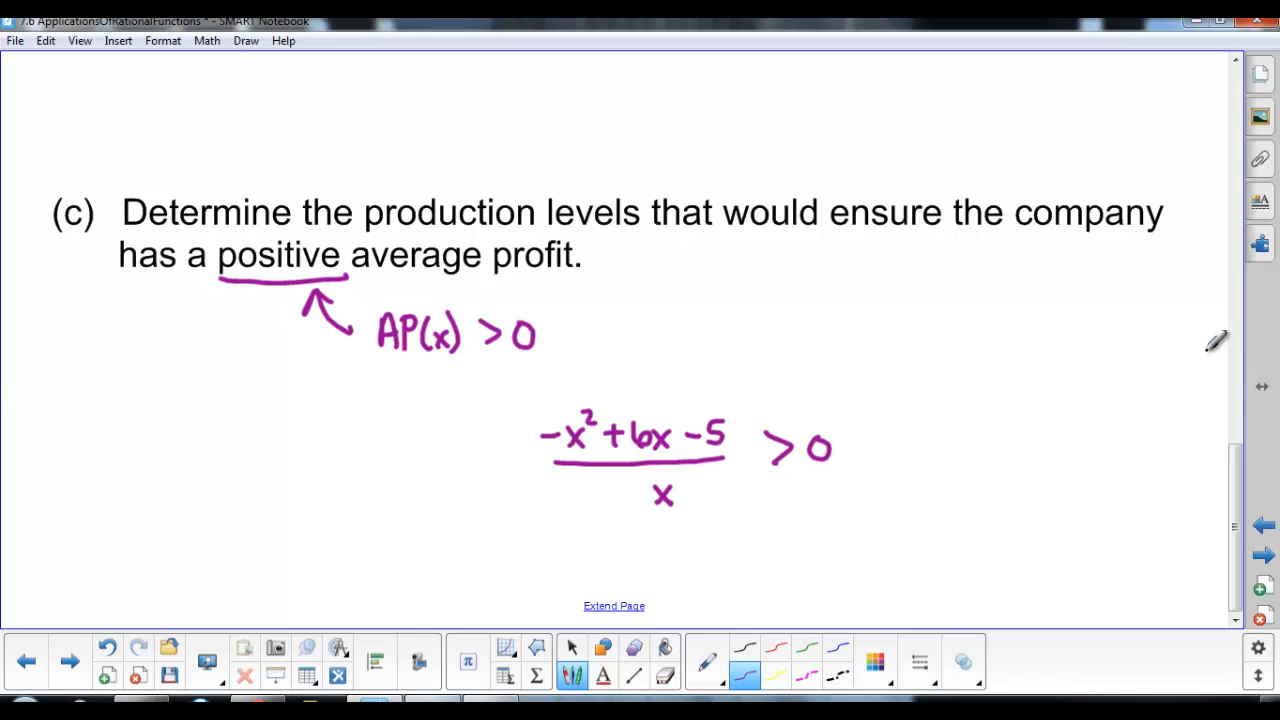 7.6 ApplicationsOfRationalFunctions * - SMART Notebook
File Edit View Insert Format Math Draw Help
(c) Determine the production levels that would ensure the company
has a positive average profit.
AP(x) > 0
-x² + 6x - 5
> 0
x
Extend Page